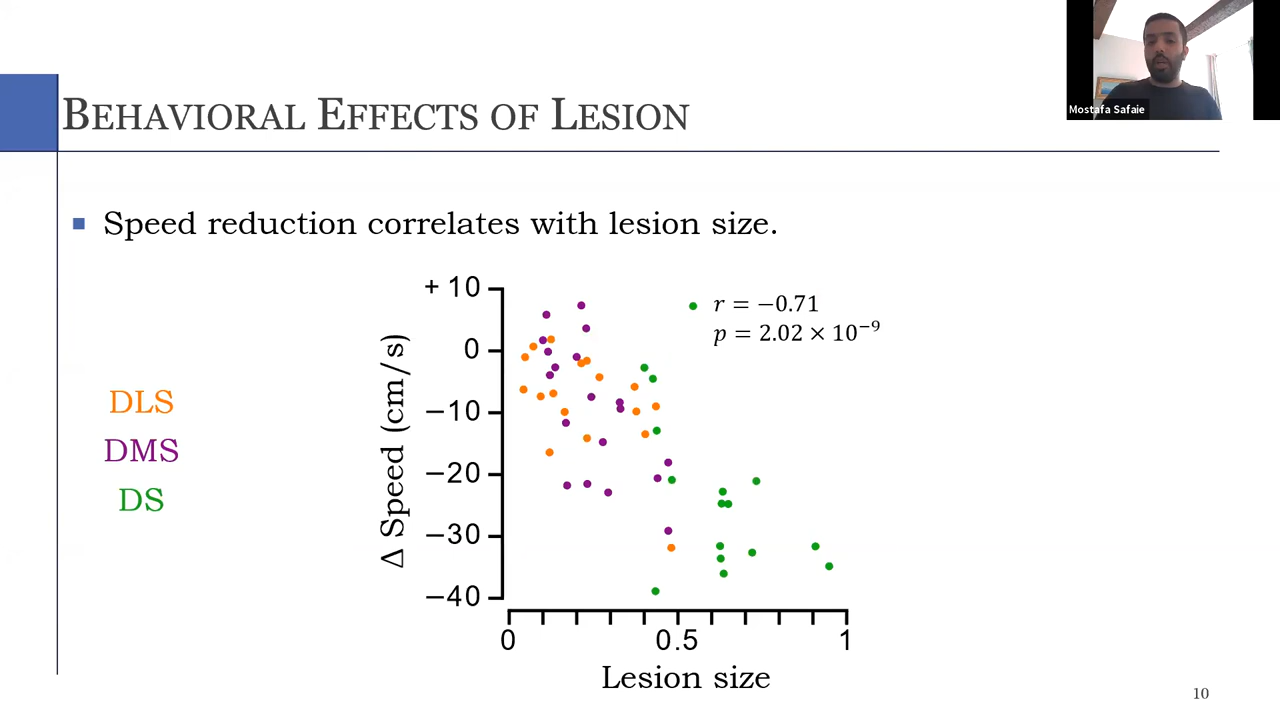 Mostafa Safaie
BEHAVIORAL EFFECTS OF LESION
Speed reduction correlates with lesion size.
DLS
DMS
DS
Δ Speed (cm/s)
+ 10
0
−10
−20
−30
−40
r = −0.71
p = 2.02 × 10⁻⁹
0 0.5 1
Lesion size
10